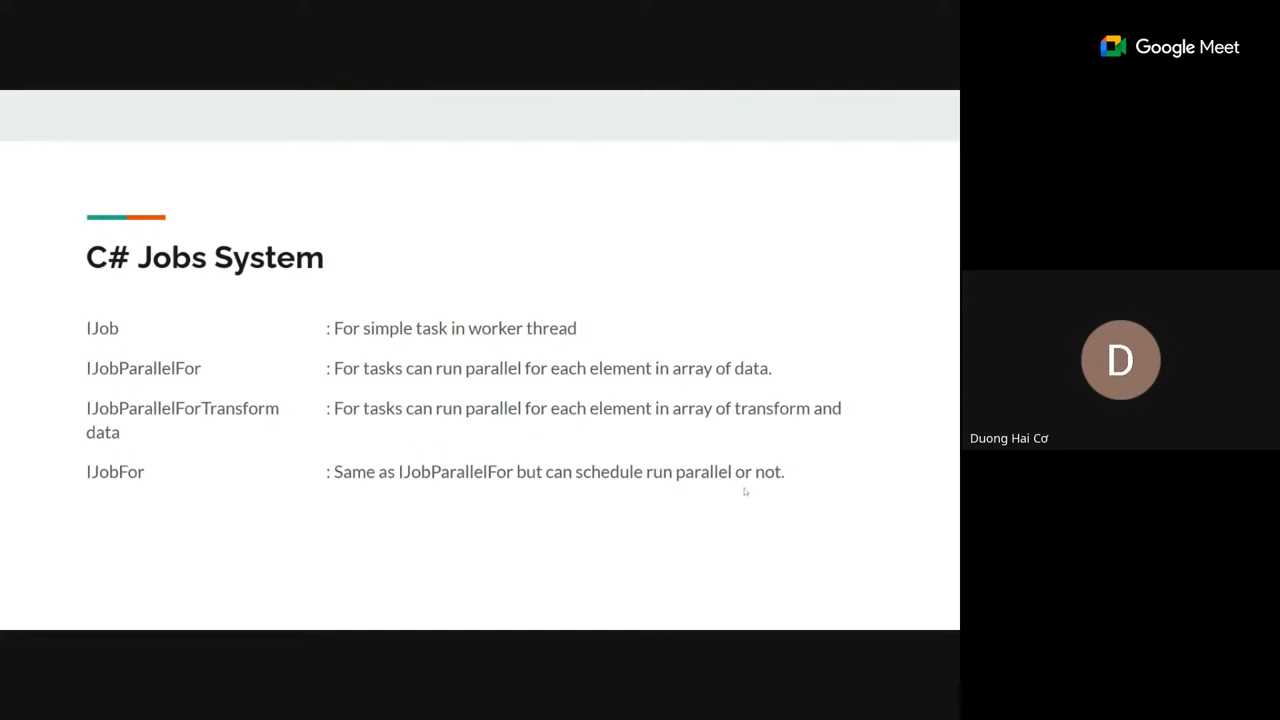 Google Meet
C# Jobs System
IJob : For simple task in worker thread
IJobParallelFor : For tasks can run parallel for each element in array of data.
IJobParallelForTransform : For tasks can run parallel for each element in array of transform and
data
IJobFor : Same as IJobParallelFor but can schedule run parallel or not.
D
Duong Hai Cơ